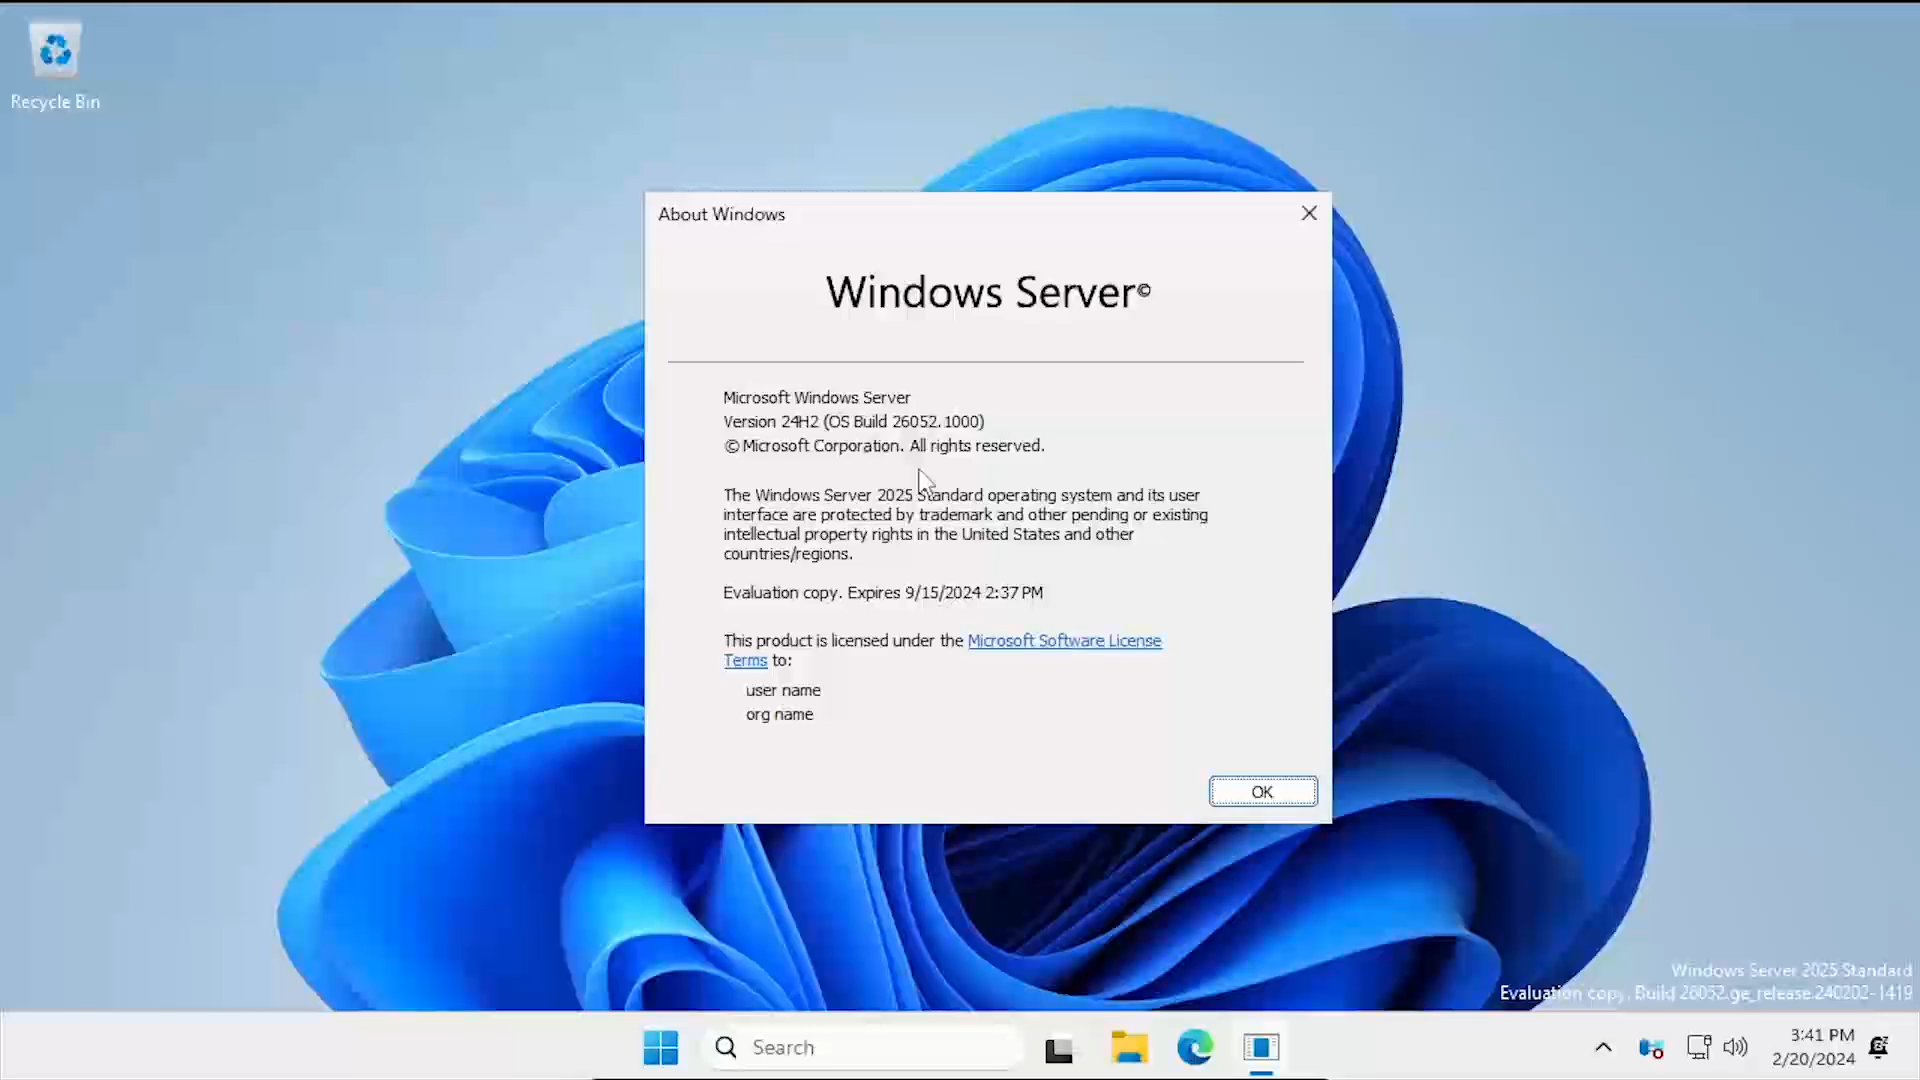 Recycle Bin
About Windows
Windows Server©
Microsoft Windows Server
Version 24H2 (OS Build 26052.1000)
© Microsoft Corporation. All rights reserved.
The Windows Server 2025 Standard operating system and its user
interface are protected by trademark and other pending or existing
intellectual property rights in the United States and other
countries/regions.
Evaluation copy. Expires 9/15/2024 2:37 PM
This product is licensed under the Microsoft Software License
Terms to:
user name
org name
OK
Windows Server 2025 Standard
Evaluation copy. Build 26052.ge_release.240202-1419
Search
3:41 PM
2/20/2024